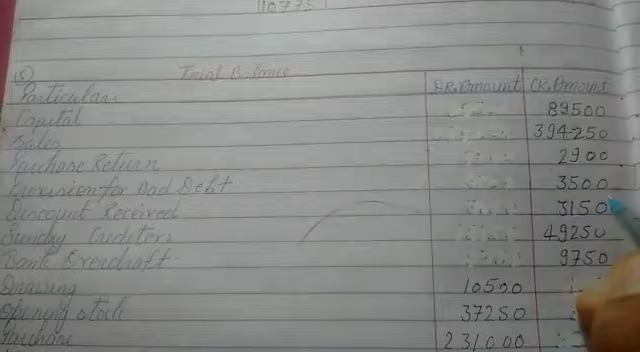 10775
(5) Trial Balance
Particulars DR. Amount CR. Amount
Capital 89500
Sales 394250
Purchase Return 2900
Provision for Bad Debt 3500
Discount Received 3150
Sundry Creditors 49250
Bank Overdraft 9750
Drawing 10500
Opening stock 37250
Purchase 231000